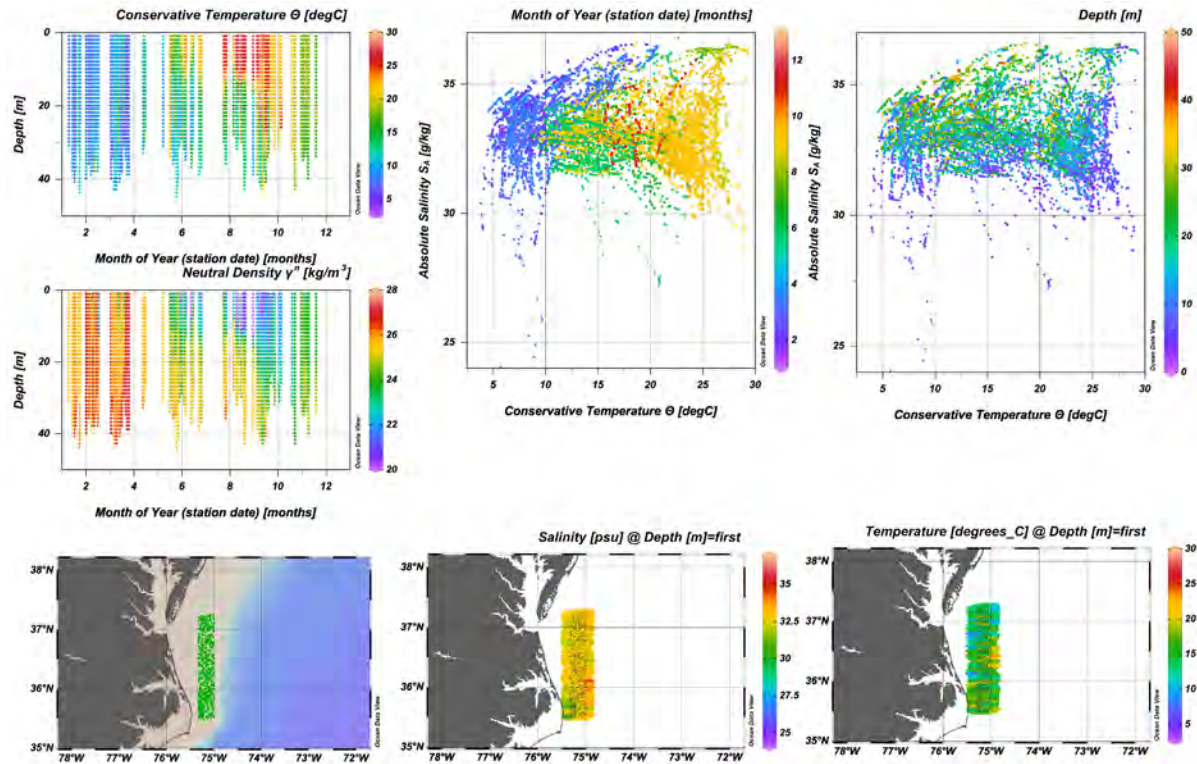 Conservative Temperature Θ [degC]
0
20
40
Depth [m]
2 4 6 8 10 12
Month of Year (station date) [months]
30
25
20
15
10
5
Ocean Data View
Neutral Density γⁿ [kg/m³]
0
20
40
Depth [m]
2 4 6 8 10 12
Month of Year (station date) [months]
28
26
24
22
20
Ocean Data View
Month of Year (station date) [months]
35
30
25
Absolute Salinity S_A [g/kg]
5 10 15 20 25 30
Conservative Temperature Θ [degC]
12
10
8
6
4
2
Ocean Data View
Depth [m]
35
30
25
Absolute Salinity S_A [g/kg]
5 10 15 20 25 30
Conservative Temperature Θ [degC]
50
40
30
20
10
0
Ocean Data View
38°N
37°N
36°N
35°N
78°W 77°W 76°W 75°W 74°W 73°W 72°W
Ocean Data View
Salinity [psu] @ Depth [m]=first
38°N
37°N
36°N
35°N
78°W 77°W 76°W 75°W 74°W 73°W 72°W
35
32.5
30
27.5
25
Ocean Data View
Temperature [degrees_C] @ Depth [m]=first
38°N
37°N
36°N
35°N
78°W 77°W 76°W 75°W 74°W 73°W 72°W
30
25
20
15
10
5
Ocean Data View